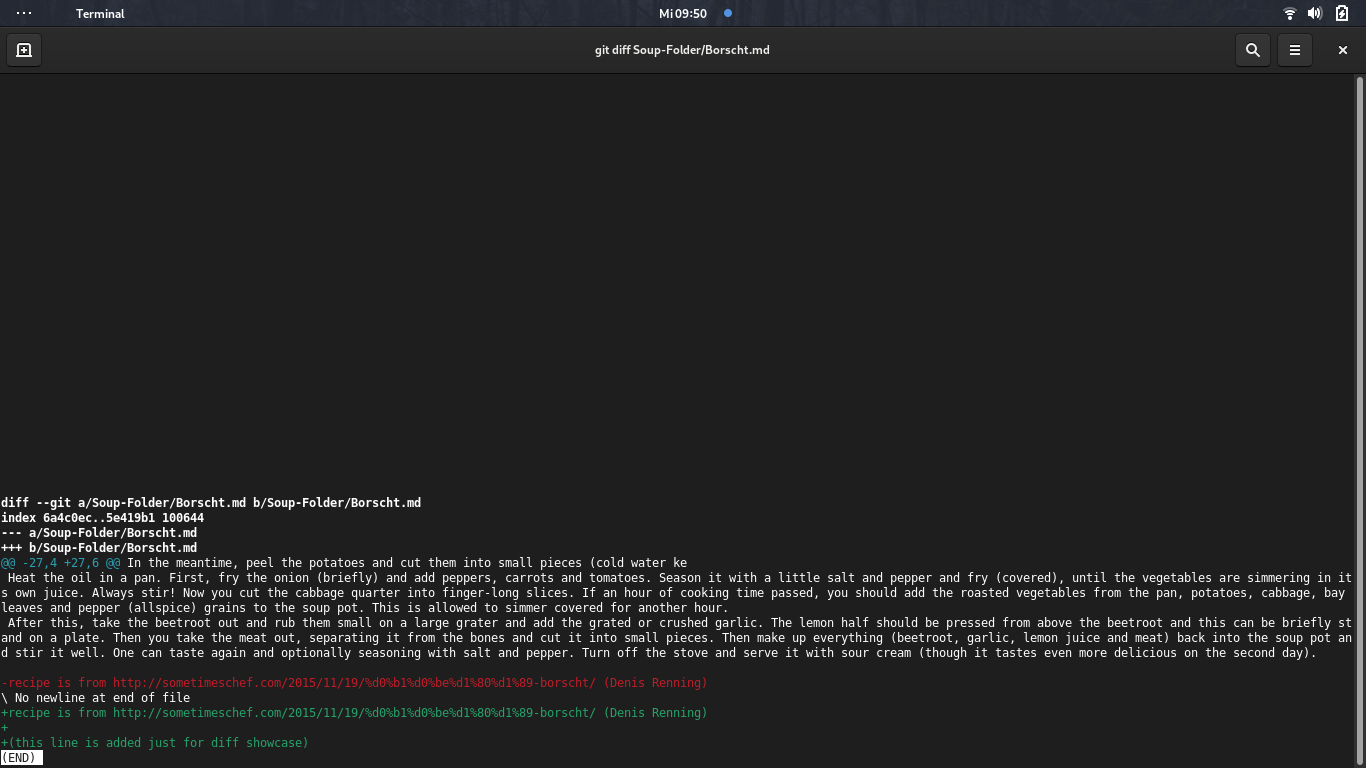 Terminal
Mi 09:50
git diff Soup-Folder/Borscht.md
diff --git a/Soup-Folder/Borscht.md b/Soup-Folder/Borscht.md
index 6a4c0ec..5e419b1 100644
--- a/Soup-Folder/Borscht.md
+++ b/Soup-Folder/Borscht.md
@@ -27,4 +27,6 @@ In the meantime, peel the potatoes and cut them into small pieces (cold water ke
 Heat the oil in a pan. First, fry the onion (briefly) and add peppers, carrots and tomatoes. Season it with a little salt and pepper and fry (covered), until the vegetables are simmering in it
s own juice. Always stir! Now you cut the cabbage quarter into finger-long slices. If an hour of cooking time passed, you should add the roasted vegetables from the pan, potatoes, cabbage, bay 
leaves and pepper (allspice) grains to the soup pot. This is allowed to simmer covered for another hour.
 After this, take the beetroot out and rub them small on a large grater and add the grated or crushed garlic. The lemon half should be pressed from above the beetroot and this can be briefly st
and on a plate. Then you take the meat out, separating it from the bones and cut it into small pieces. Then make up everything (beetroot, garlic, lemon juice and meat) back into the soup pot an
d stir it well. One can taste again and optionally seasoning with salt and pepper. Turn off the stove and serve it with sour cream (though it tastes even more delicious on the second day).
-recipe is from http://sometimeschef.com/2015/11/19/%d0%b1%d0%be%d1%80%d1%89-borscht/ (Denis Renning)
\ No newline at end of file
+recipe is from http://sometimeschef.com/2015/11/19/%d0%b1%d0%be%d1%80%d1%89-borscht/ (Denis Renning)
+
+(this line is added just for diff showcase)
(END)